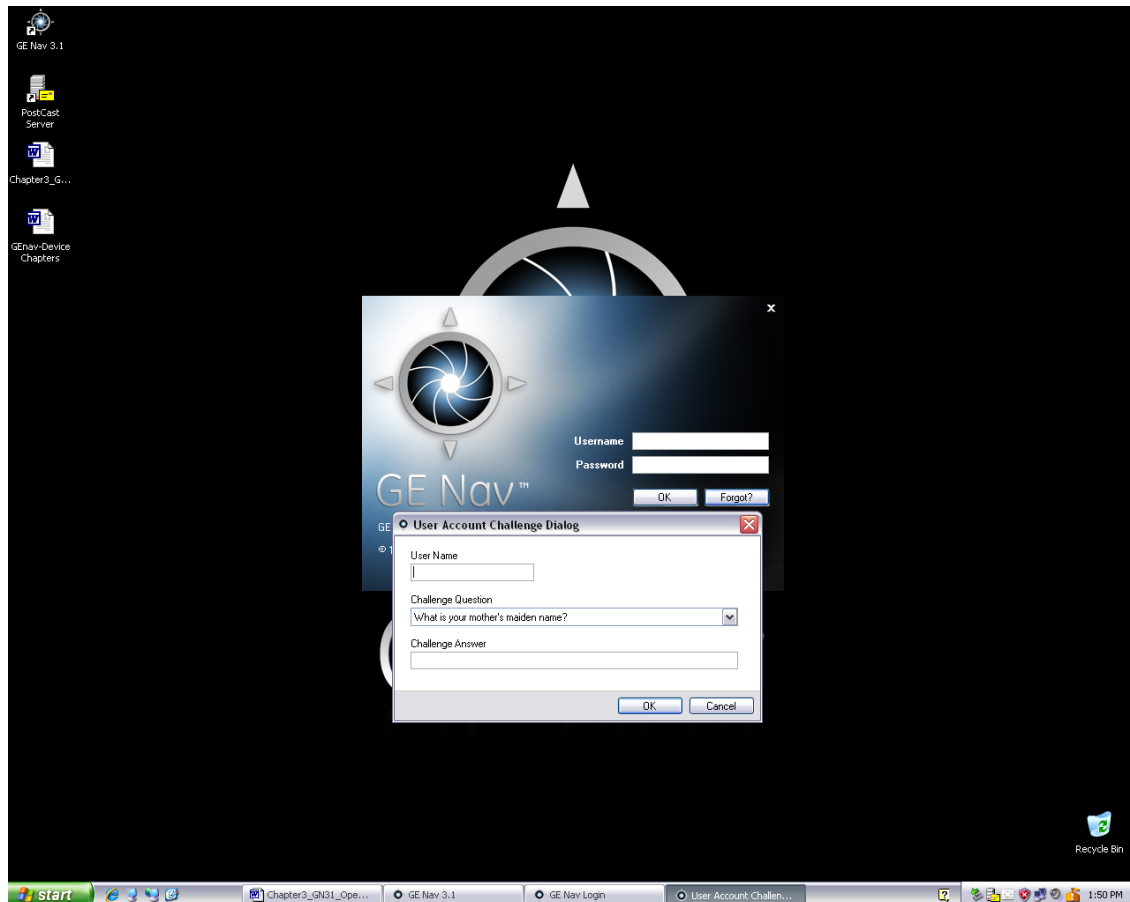 GE Nav 3.1
PostCast
Server
Chapter3_G...
GEnav-Device
Chapters
x
Username
Password
GE Nav™
OK
Forgot?
GE
© 1
User Account Challenge Dialog
User Name
Challenge Question
What is your mother's maiden name?
Challenge Answer
OK
Cancel
Recycle Bin
start
Chapter3_GN31_Ope...
GE Nav 3.1
GE Nav Login
User Account Challen...
1:50 PM